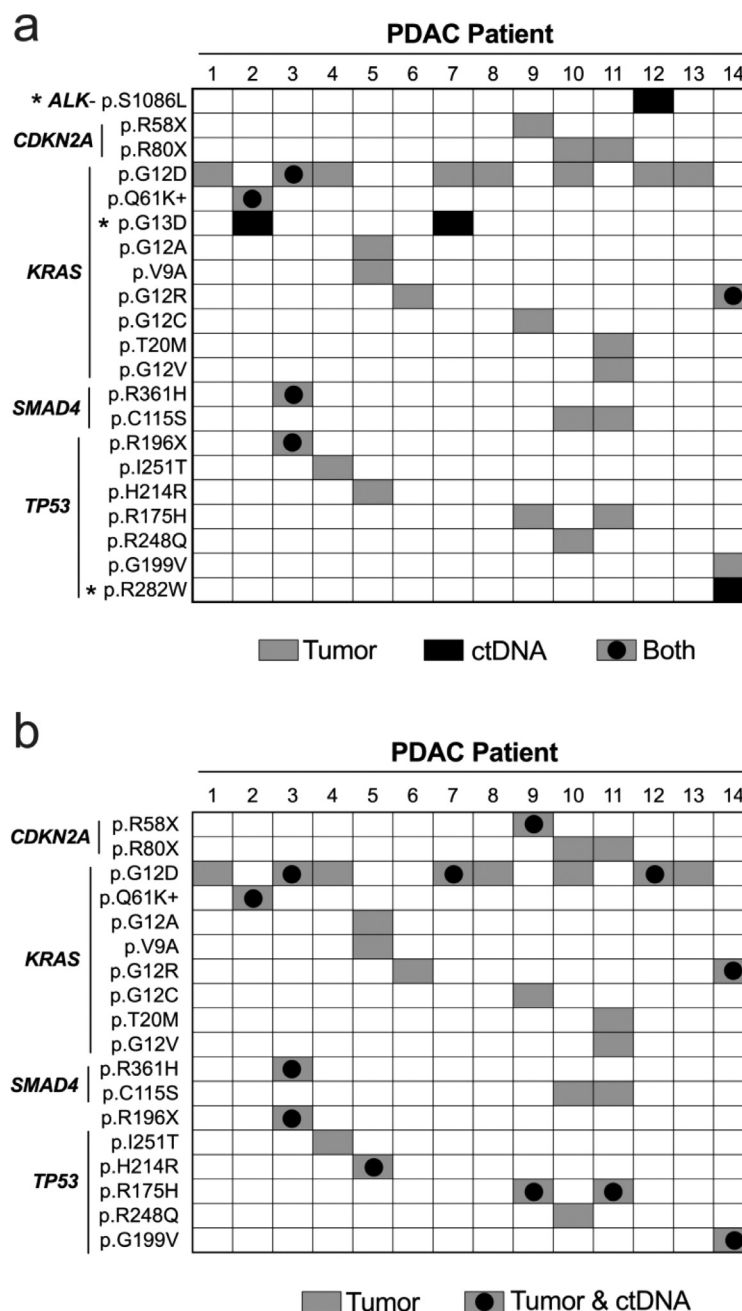 a
PDAC Patient
1 2 3 4 5 6 7 8 9 10 11 12 13 14
* ALK- p.S1086L
CDKN2A
p.R58X
p.R80X
KRAS
p.G12D
p.Q61K+
* p.G13D
p.G12A
p.V9A
p.G12R
p.G12C
p.T20M
p.G12V
SMAD4
p.R361H
p.C115S
TP53
p.R196X
p.I251T
p.H214R
p.R175H
p.R248Q
p.G199V
* p.R282W
Tumor ctDNA Both
b
PDAC Patient
1 2 3 4 5 6 7 8 9 10 11 12 13 14
CDKN2A
p.R58X
p.R80X
KRAS
p.G12D
p.Q61K+
p.G12A
p.V9A
p.G12R
p.G12C
p.T20M
p.G12V
SMAD4
p.R361H
p.C115S
TP53
p.R196X
p.I251T
p.H214R
p.R175H
p.R248Q
p.G199V
Tumor Tumor & ctDNA